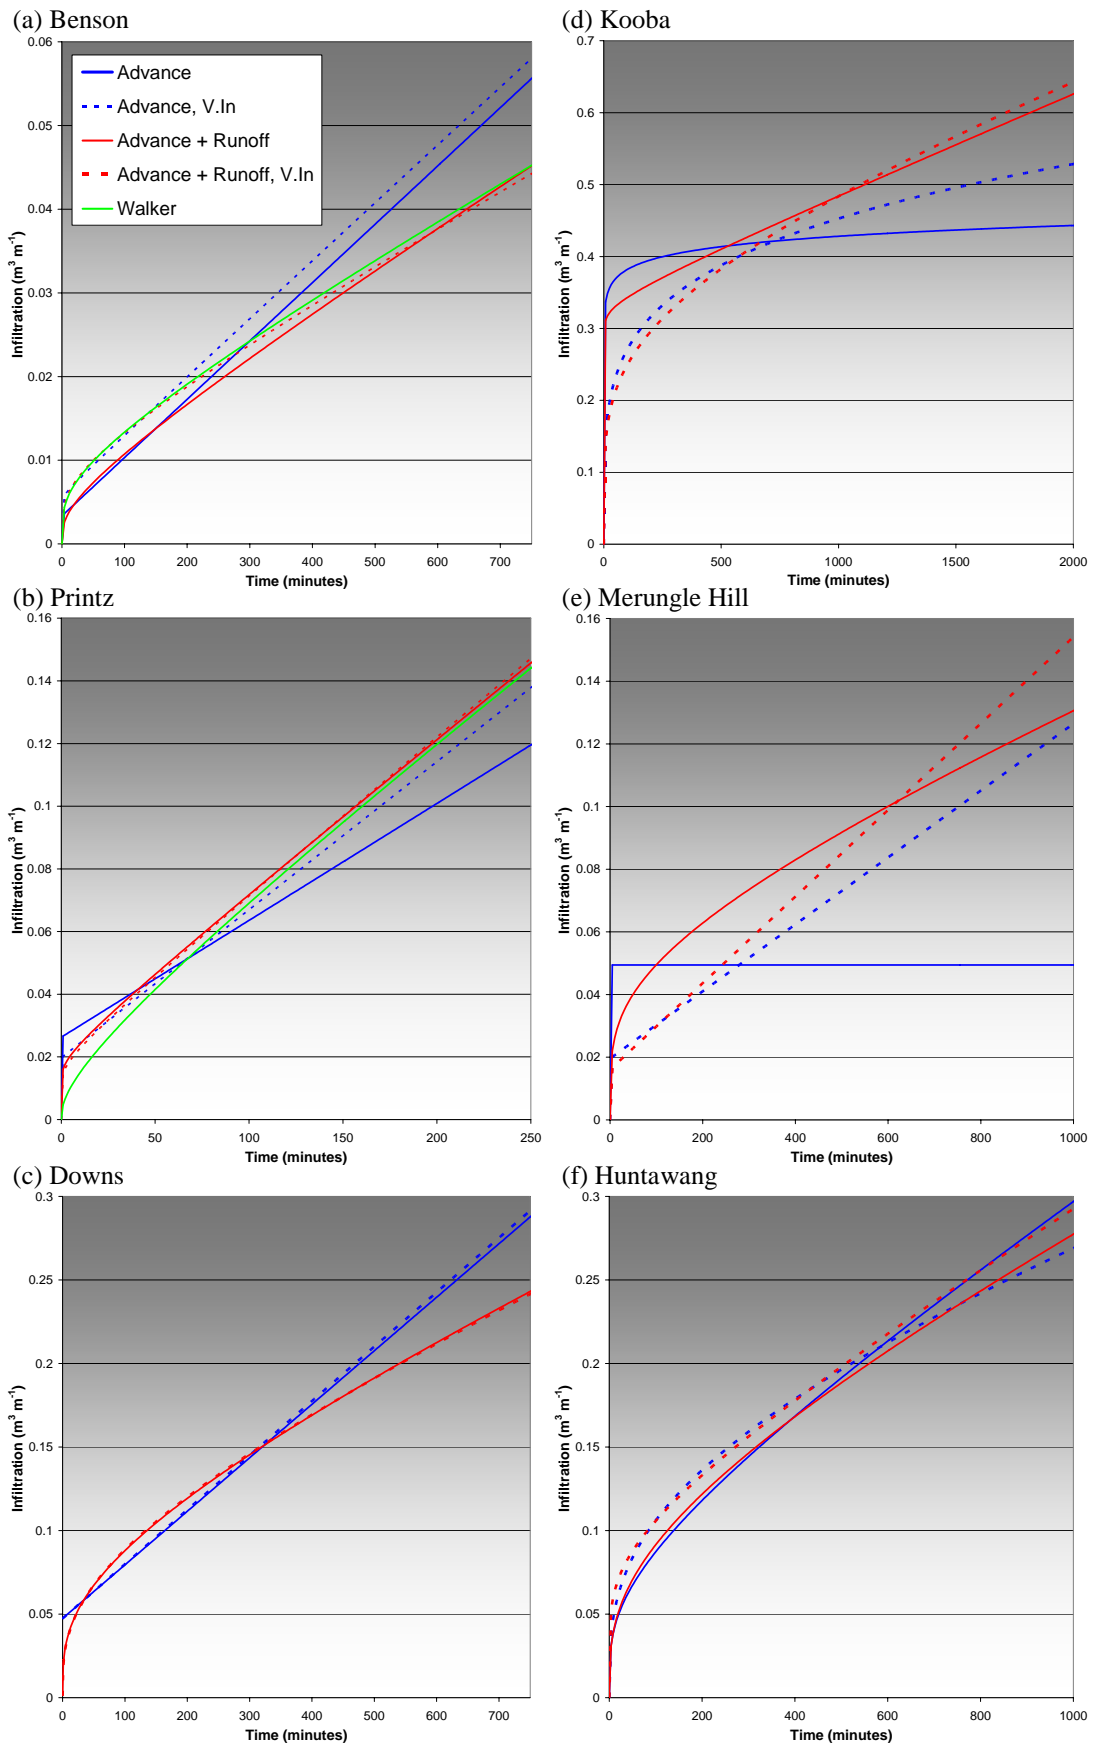 (a) Benson
0.06
0.05
0.04
0.03
0.02
0.01
0
Infiltration (m³ m⁻¹)
Advance
Advance, V.In
Advance + Runoff
Advance + Runoff, V.In
Walker
0 100 200 300 400 500 600 700
Time (minutes)
(d) Kooba
0.7
0.6
0.5
0.4
0.3
0.2
0.1
0
Infiltration (m³ m⁻¹)
0 500 1000 1500 2000
Time (minutes)
(b) Printz
0.16
0.14
0.12
0.1
0.08
0.06
0.04
0.02
0
Infiltration (m³ m⁻¹)
0 50 100 150 200 250
Time (minutes)
(e) Merungle Hill
0.16
0.14
0.12
0.1
0.08
0.06
0.04
0.02
0
Infiltration (m³ m⁻¹)
0 200 400 600 800 1000
Time (minutes)
(c) Downs
0.3
0.25
0.2
0.15
0.1
0.05
0
Infiltration (m³ m⁻¹)
0 100 200 300 400 500 600 700
Time (minutes)
(f) Huntawang
0.3
0.25
0.2
0.15
0.1
0.05
0
Infiltration (m³ m⁻¹)
0 200 400 600 800 1000
Time (minutes)